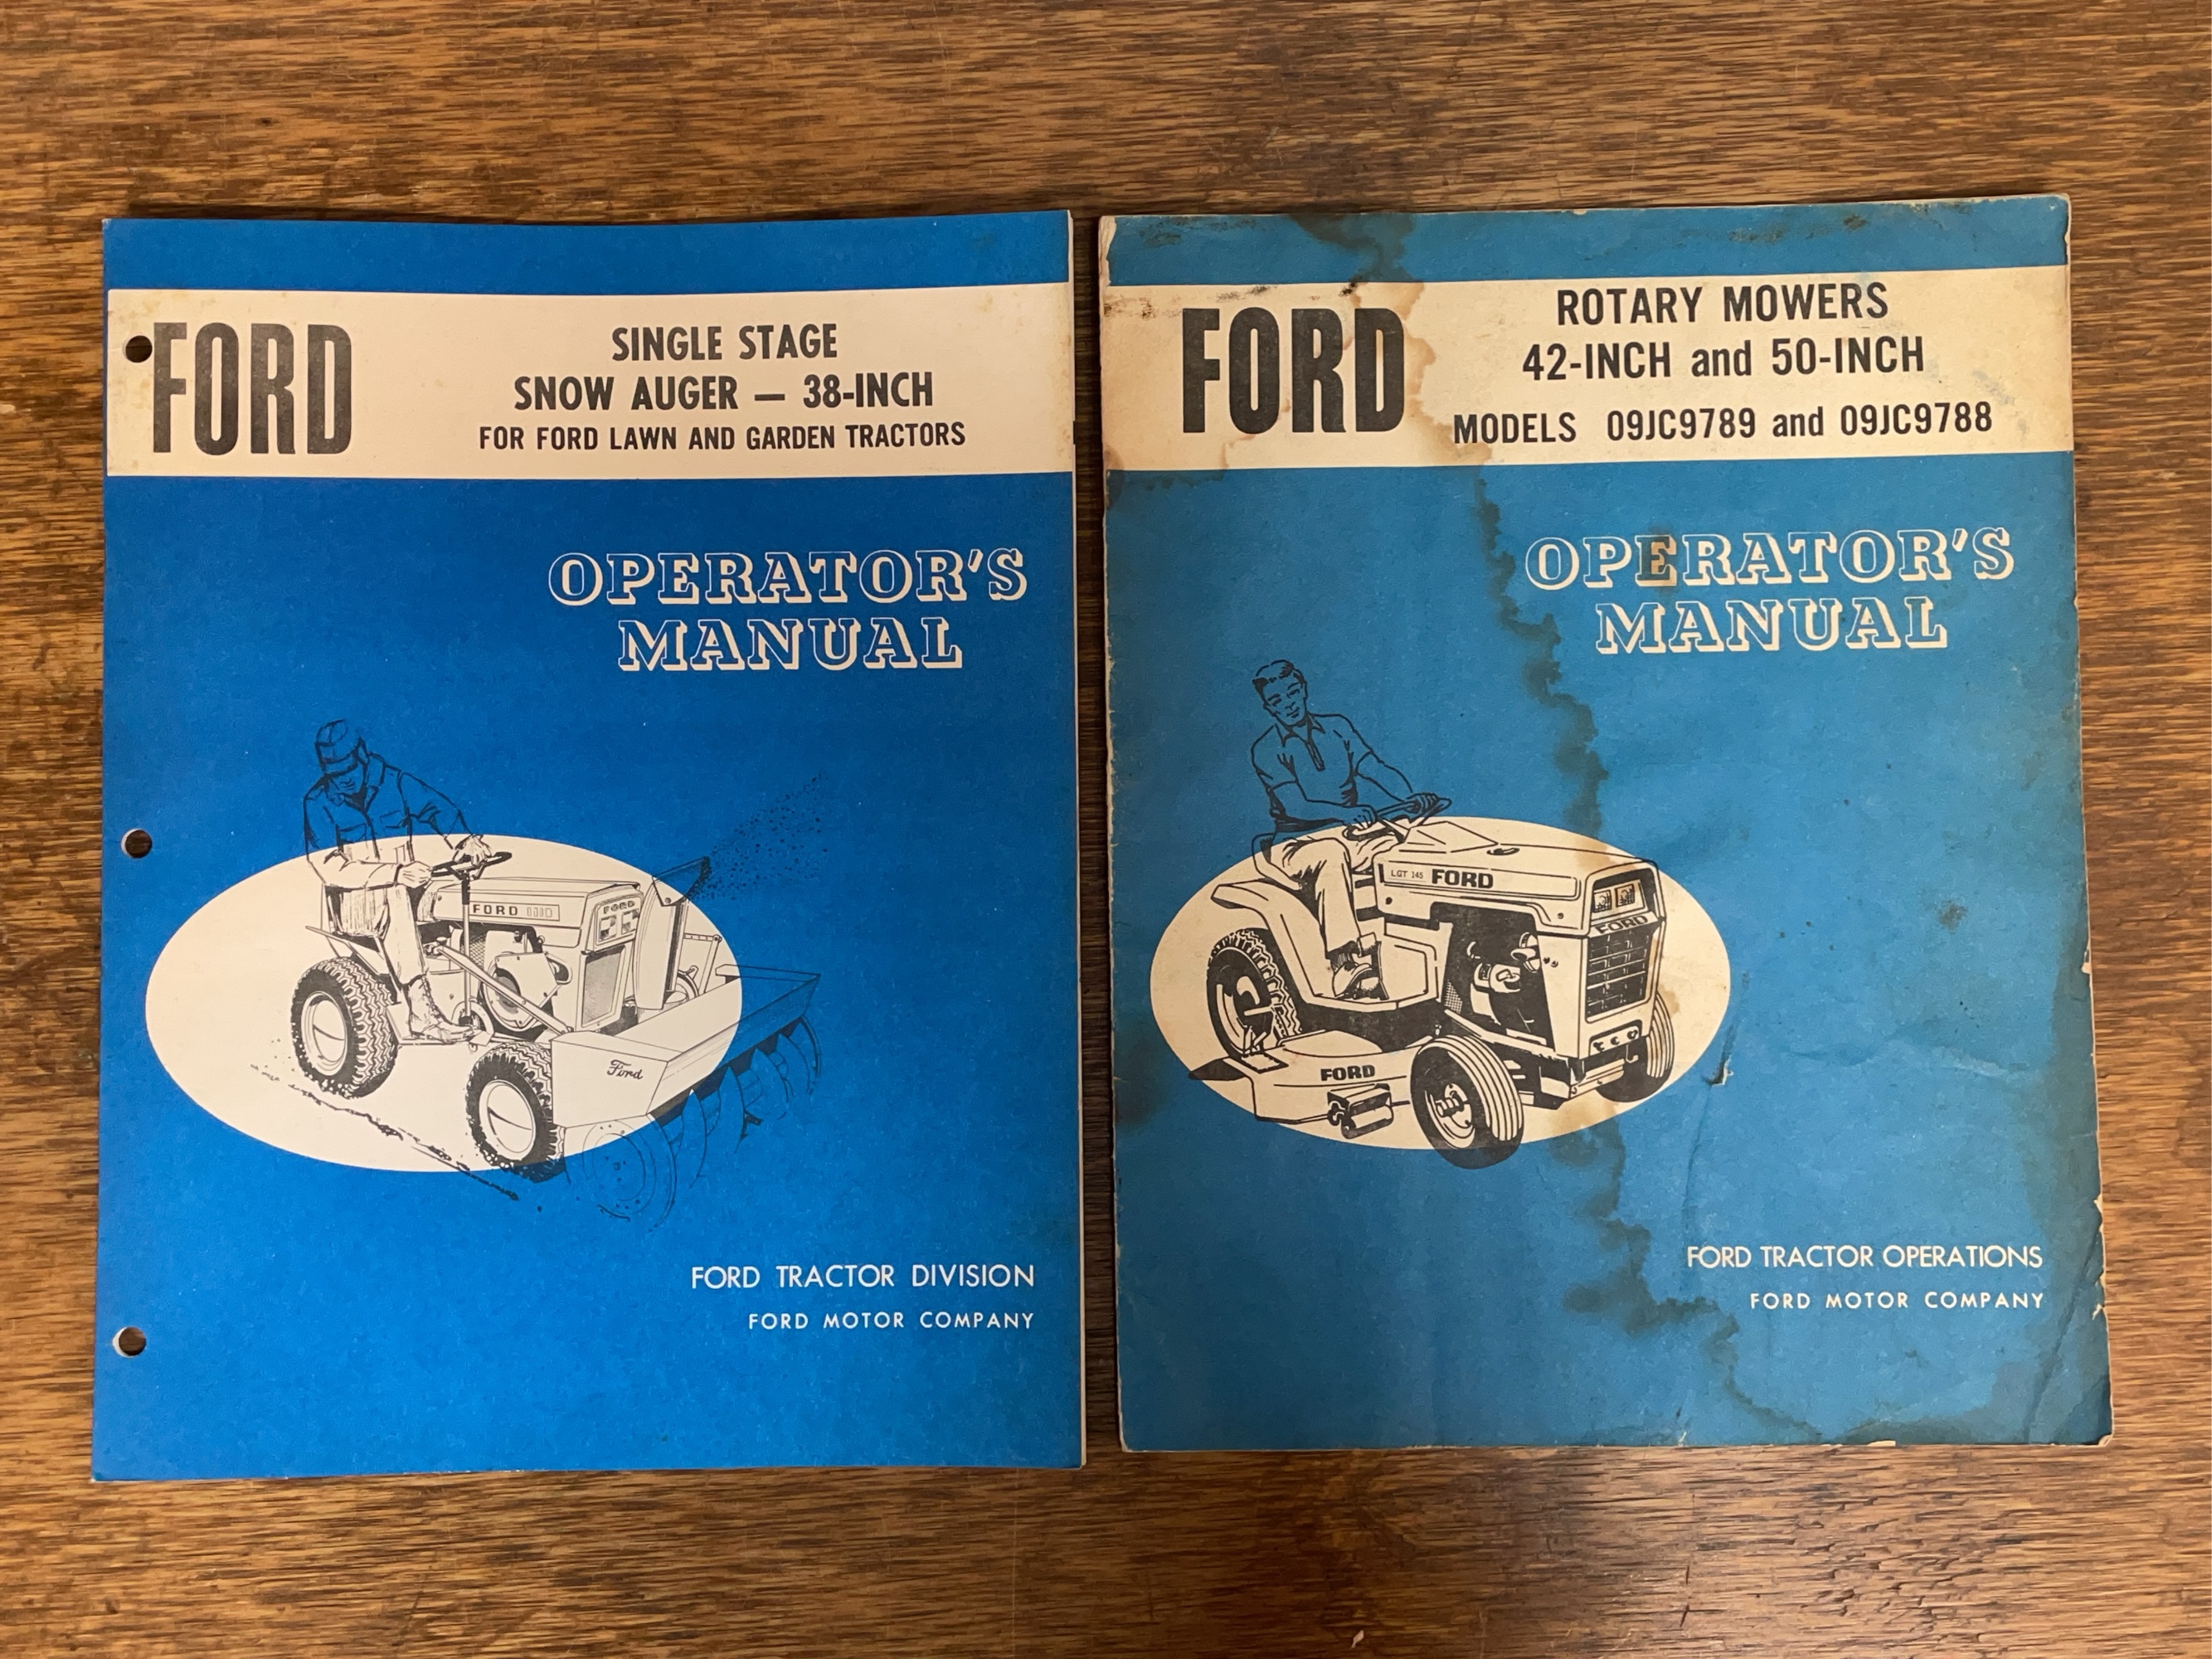 FORD
SINGLE STAGE
SNOW AUGER — 38-INCH
FOR FORD LAWN AND GARDEN TRACTORS
OPERATOR'S
MANUAL
FORD
FORD
Ford
FORD TRACTOR DIVISION
FORD MOTOR COMPANY
FORD
ROTARY MOWERS
42-INCH and 50-INCH
MODELS 09JC9789 and 09JC9788
OPERATOR'S
MANUAL
LGT 145 FORD
FORD
FORD
FORD TRACTOR OPERATIONS
FORD MOTOR COMPANY